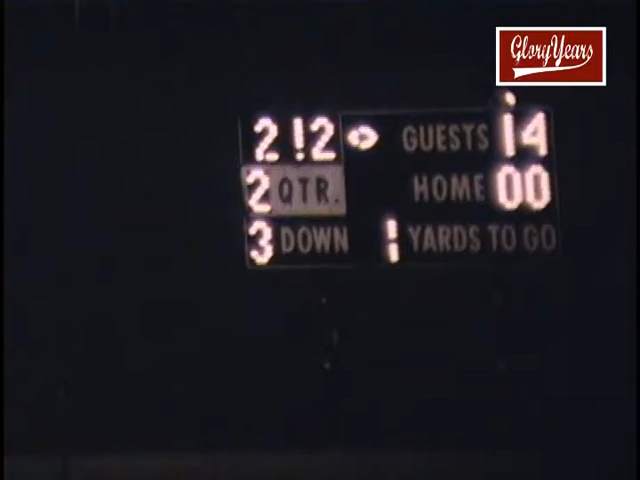 GloryYears
2:12 GUESTS 14
2 QTR. HOME 00
3 DOWN 1 YARDS TO GO